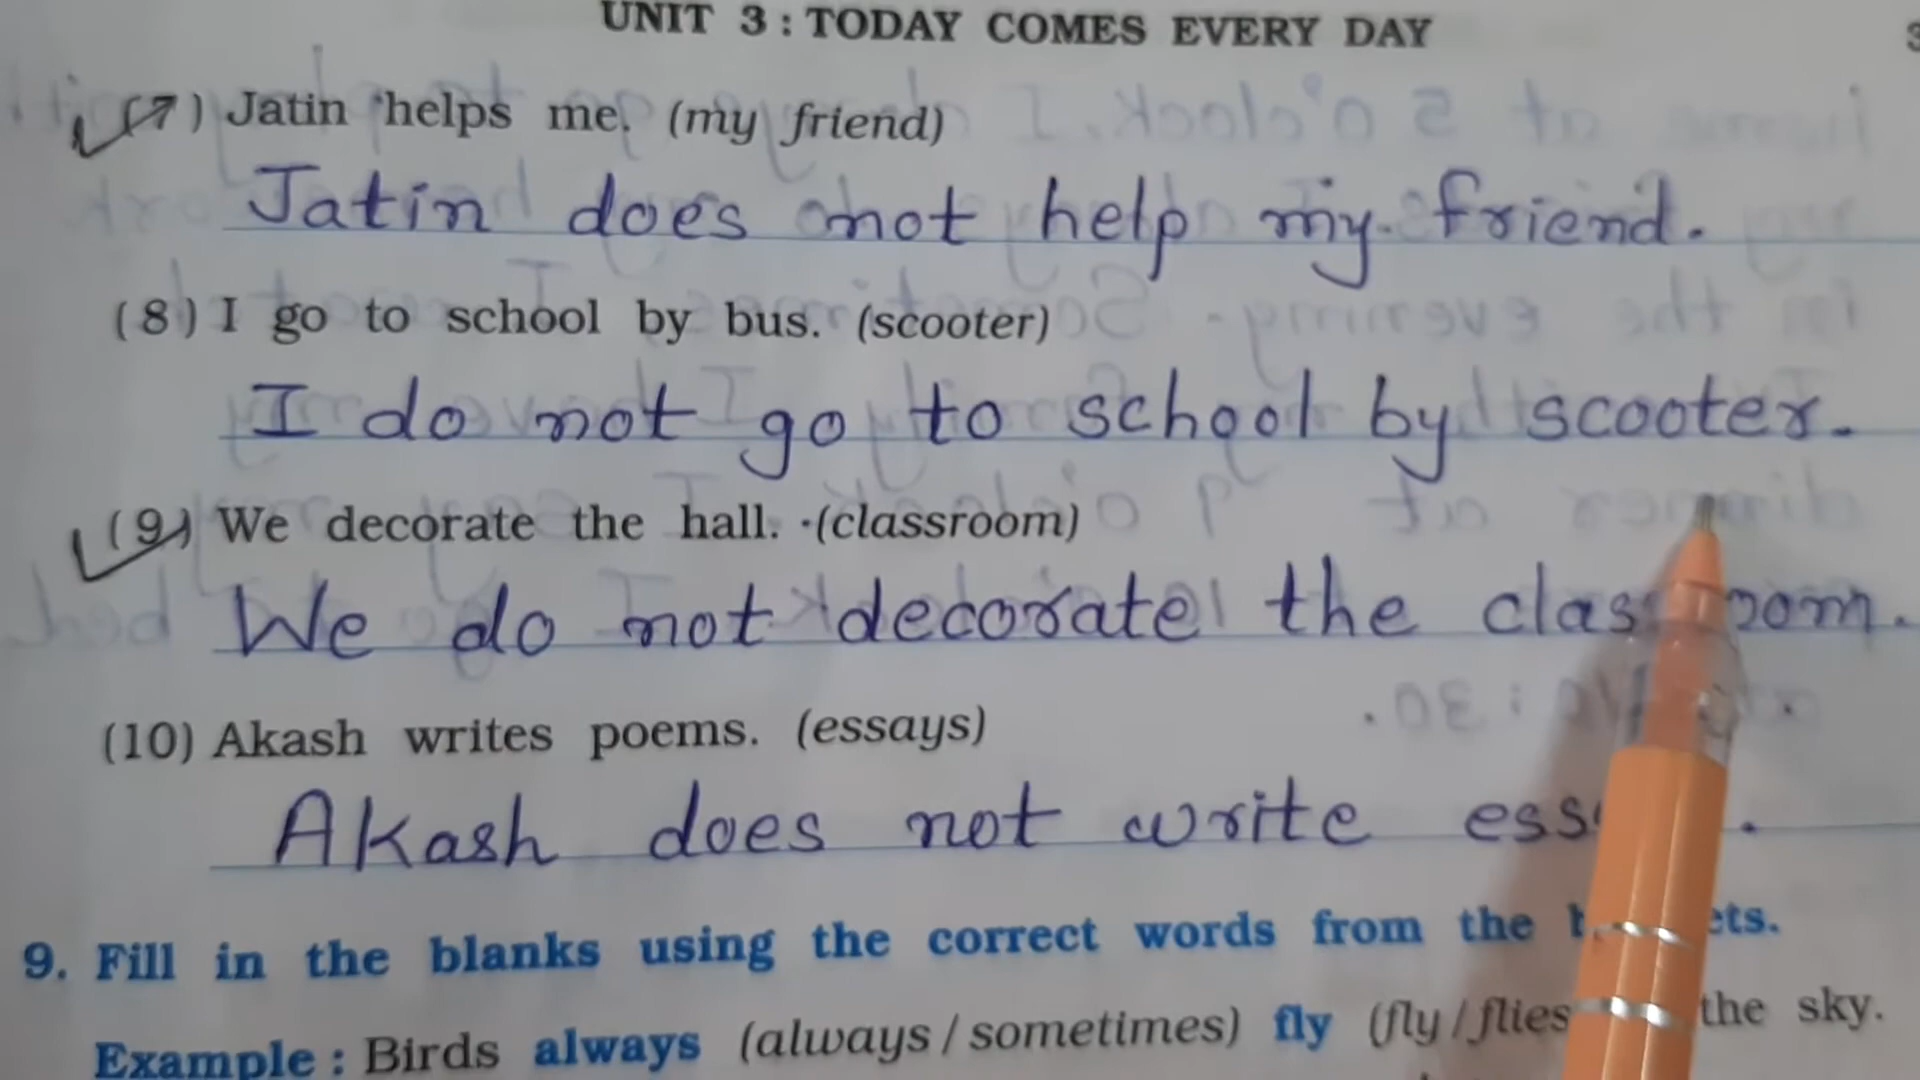 UNIT 3 : TODAY COMES EVERY DAY
(7) Jatin helps me. (my friend)
Jatin does not help my friend.
(8) I go to school by bus. (scooter)
I do not go to school by scooter.
(9) We decorate the hall. (classroom)
We do not decorate the
(10) Akash writes poems. (essays)
Akash does not write
9. Fill in the blanks using the correct words from the
Example : Birds always (always / sometimes) fly (fly / flies the sky.